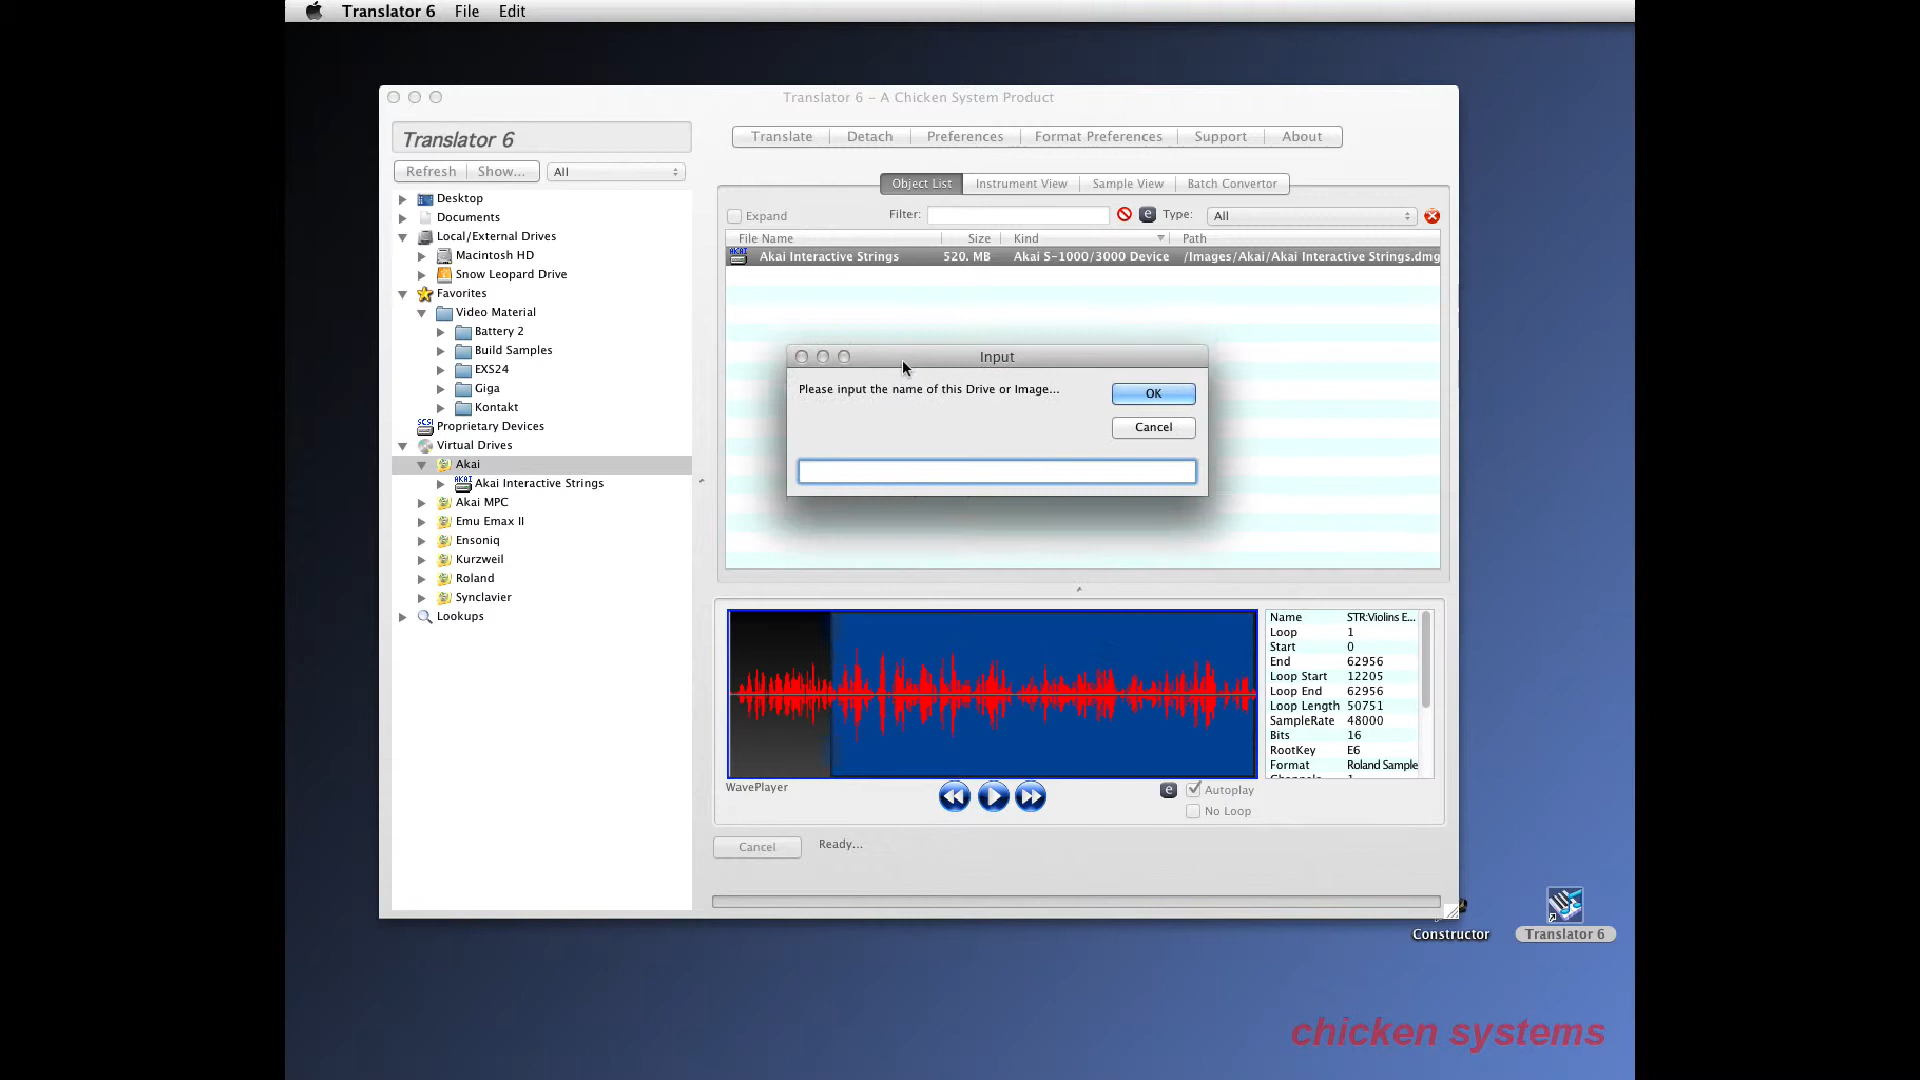 Translator 6 File Edit
Translator 6 – A Chicken System Product
Translator 6
Translate Detach Preferences Format Preferences Support About
Refresh Show... All
Object List Instrument View Sample View Batch Convertor
Expand Filter: e Type: All
File Name Size Kind Path
AKAI Akai Interactive Strings 520. MB Akai S-1000/3000 Device /Images/Akai/Akai Interactive Strings.dmg
Desktop
Documents
Local/External Drives
Macintosh HD
Snow Leopard Drive
Favorites
Video Material
Battery 2
Build Samples
EXS24
Giga
Kontakt
SCSI Proprietary Devices
Virtual Drives
Akai
AKAI Akai Interactive Strings
Akai MPC
Emu Emax II
Ensoniq
Kurzweil
Roland
Synclavier
Lookups
Input
Please input the name of this Drive or Image...
OK
Cancel
Name STR:Violins E...
Loop 1
Start 0
End 62956
Loop Start 12205
Loop End 62956
Loop Length 50751
SampleRate 48000
Bits 16
RootKey E6
Format Roland Sample
WavePlayer
e Autoplay
No Loop
Cancel Ready...
Constructor
Translator 6
chicken systems